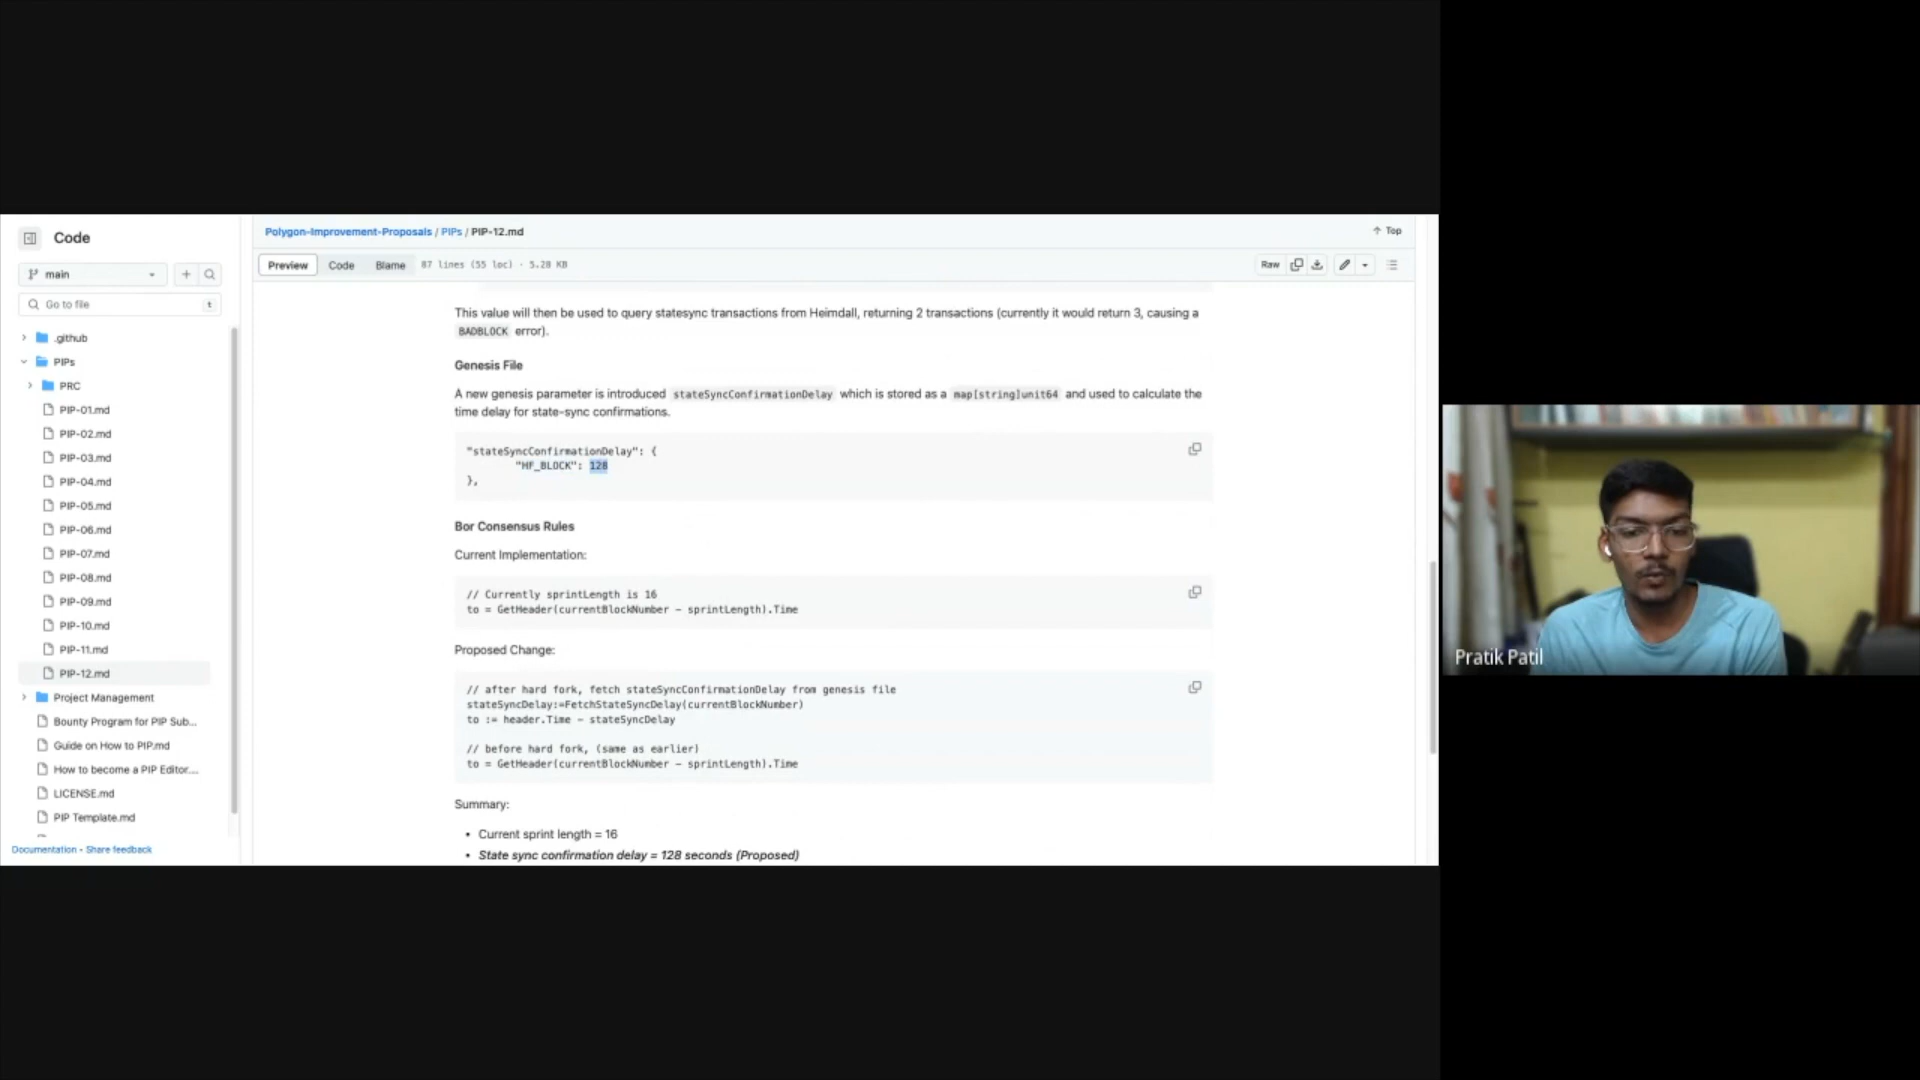 Code
main
Go to file
t
.github
PIPs
PRC
PIP-01.md
PIP-02.md
PIP-03.md
PIP-04.md
PIP-05.md
PIP-06.md
PIP-07.md
PIP-08.md
PIP-09.md
PIP-10.md
PIP-11.md
PIP-12.md
Project Management
Bounty Program for PIP Sub...
Guide on How to PIP.md
How to become a PIP Editor....
LICENSE.md
PIP Template.md
Documentation • Share feedback
Polygon-Improvement-Proposals / PIPs / PIP-12.md
Top
Preview Code Blame 87 lines (55 loc) · 5.28 KB
Raw
This value will then be used to query statesync transactions from Heimdall, returning 2 transactions (currently it would return 3, causing a
BADBLOCK error).
Genesis File
A new genesis parameter is introduced stateSyncConfirmationDelay which is stored as a map[string]unit64 and used to calculate the
time delay for state-sync confirmations.
"stateSyncConfirmationDelay": {
"HF_BLOCK": 128
},
Bor Consensus Rules
Current Implementation:
// Currently sprintLength is 16
to = GetHeader(currentBlockNumber - sprintLength).Time
Proposed Change:
// after hard fork, fetch stateSyncConfirmationDelay from genesis file
stateSyncDelay:=FetchStateSyncDelay(currentBlockNumber)
to := header.Time - stateSyncDelay
// before hard fork, (same as earlier)
to = GetHeader(currentBlockNumber - sprintLength).Time
Summary:
• Current sprint length = 16
• State sync confirmation delay = 128 seconds (Proposed)
Pratik Patil